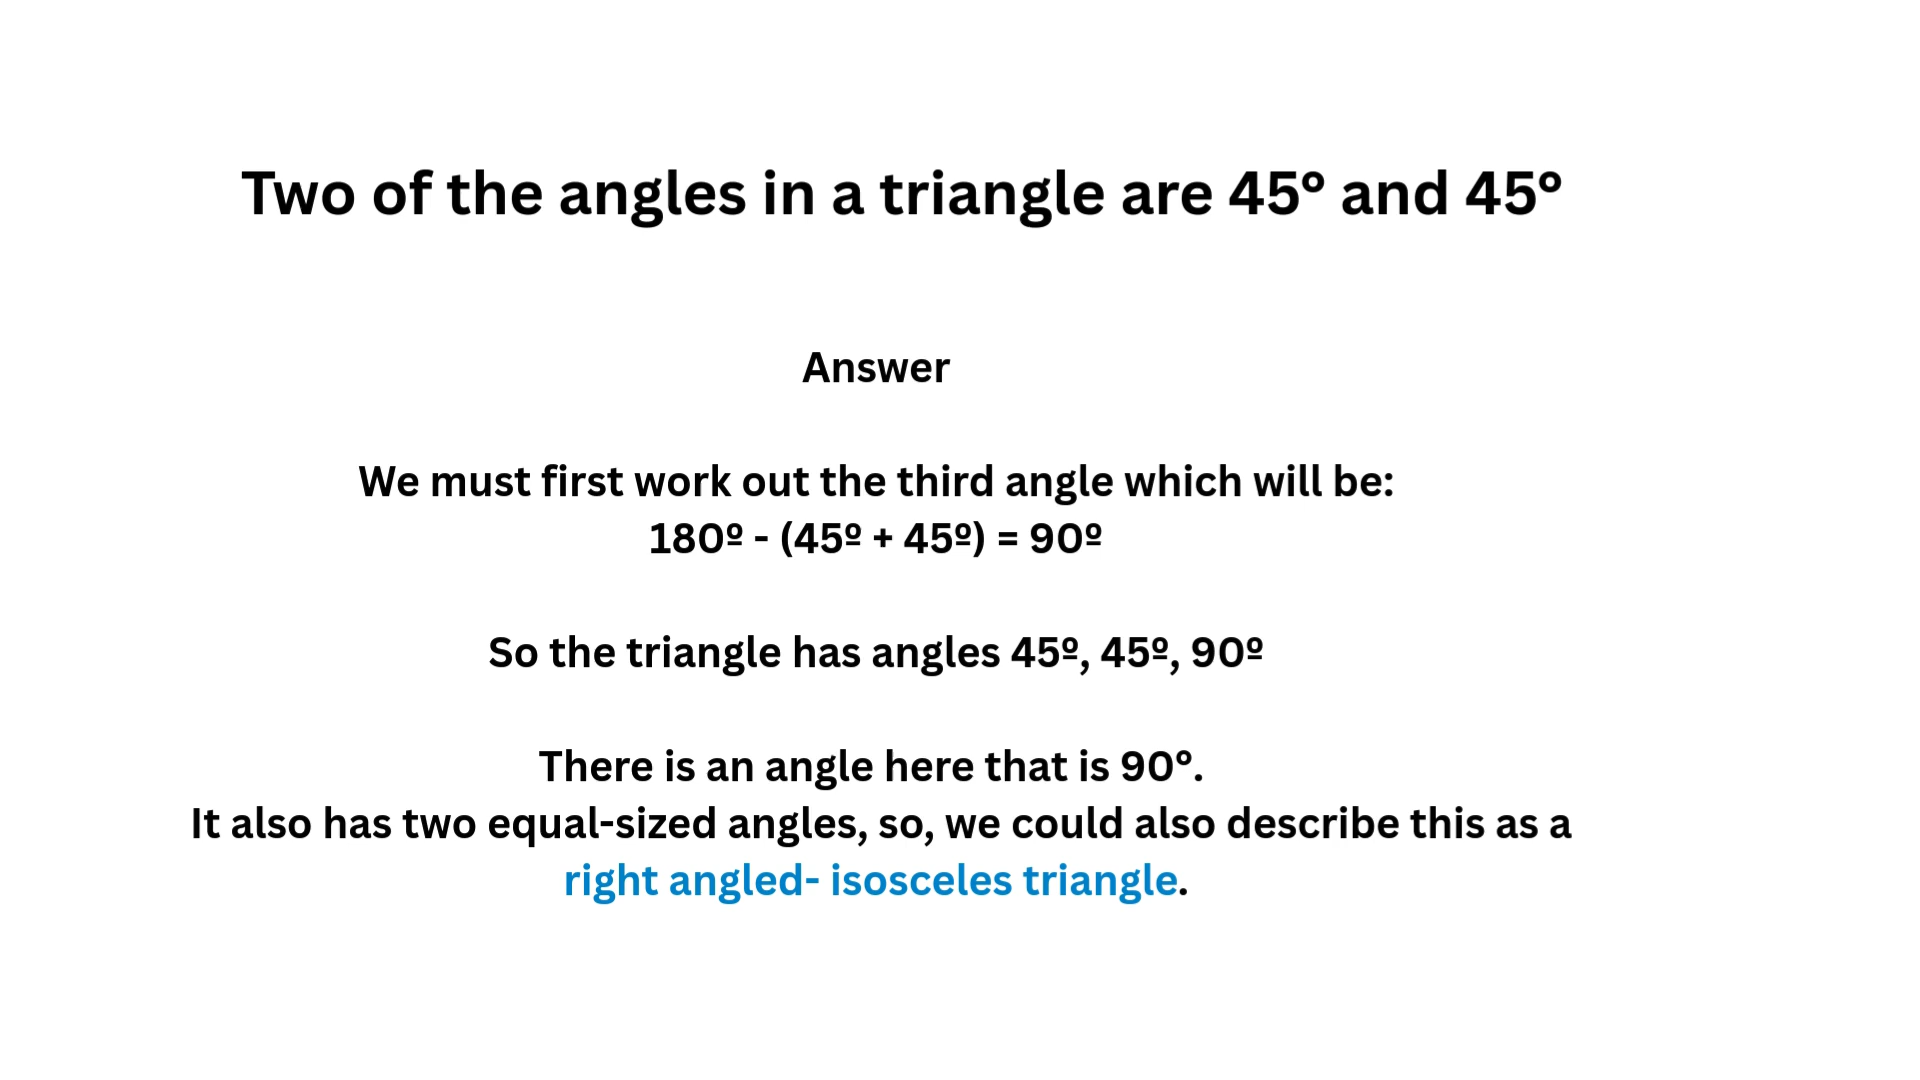 Two of the angles in a triangle are 45° and 45°
Answer
We must first work out the third angle which will be:
180º - (45º + 45º) = 90º
So the triangle has angles 45º, 45º, 90º
There is an angle here that is 90°.
It also has two equal-sized angles, so, we could also describe this as a
right angled- isosceles triangle.